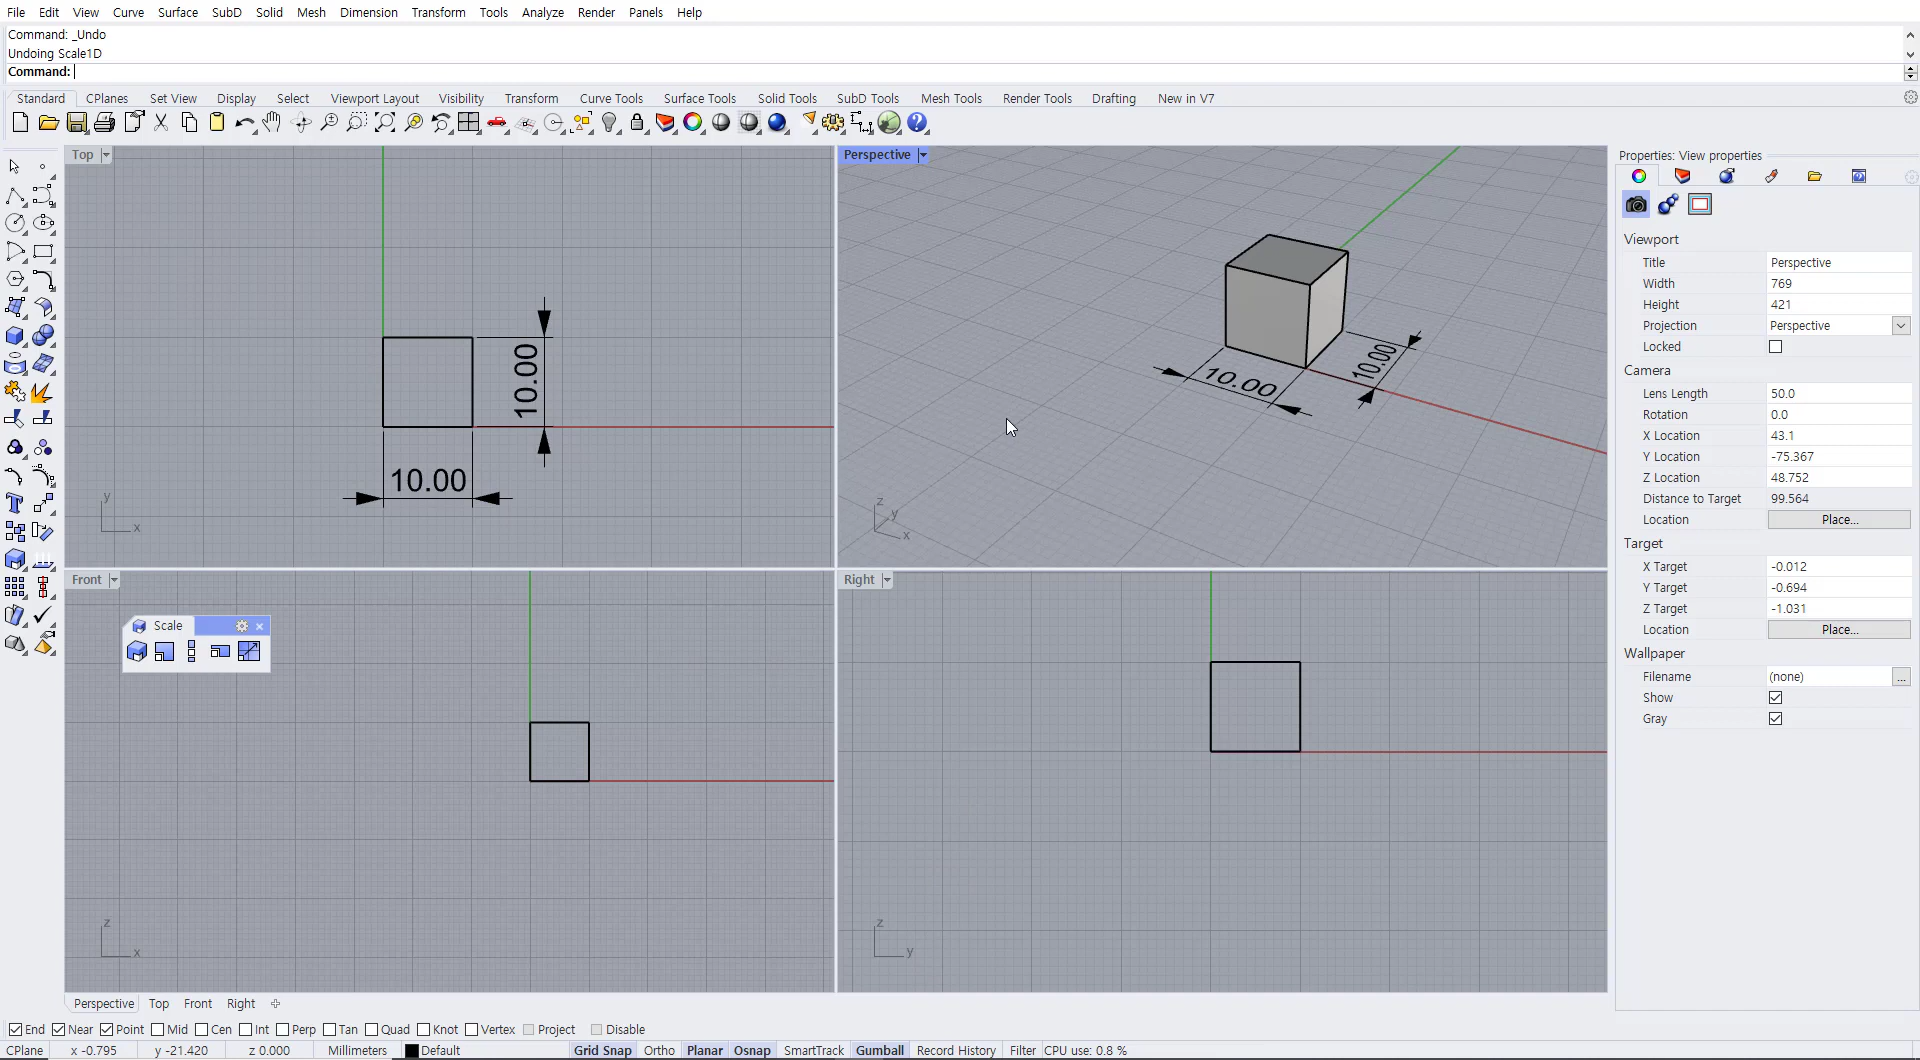 File Edit View Curve Surface SubD Solid Mesh Dimension Transform Tools Analyze Render Panels Help
Command: _Undo
Undoing Scale1D
Command:
Standard CPlanes Set View Display Select Viewport Layout Visibility Transform Curve Tools Surface Tools Solid Tools SubD Tools Mesh Tools Render Tools Drafting New in V7
Top
10.00
10.00
y
x
Perspective
10.00
10.00
z
y
x
Front
Scale
z
x
Right
z
y
Properties: View properties
Viewport
Title Perspective
Width 769
Height 421
Projection Perspective
Locked
Camera
Lens Length 50.0
Rotation 0.0
X Location 43.1
Y Location -75.367
Z Location 48.752
Distance to Target 99.564
Location Place...
Target
X Target -0.012
Y Target -0.694
Z Target -1.031
Location Place...
Wallpaper
Filename (none) ...
Show
Gray
Perspective Top Front Right
End Near Point Mid Cen Int Perp Tan Quad Knot Vertex Project Disable
CPlane x -0.795 y -21.420 z 0.000 Millimeters Default Grid Snap Ortho Planar Osnap SmartTrack Gumball Record History Filter CPU use: 0.8 %